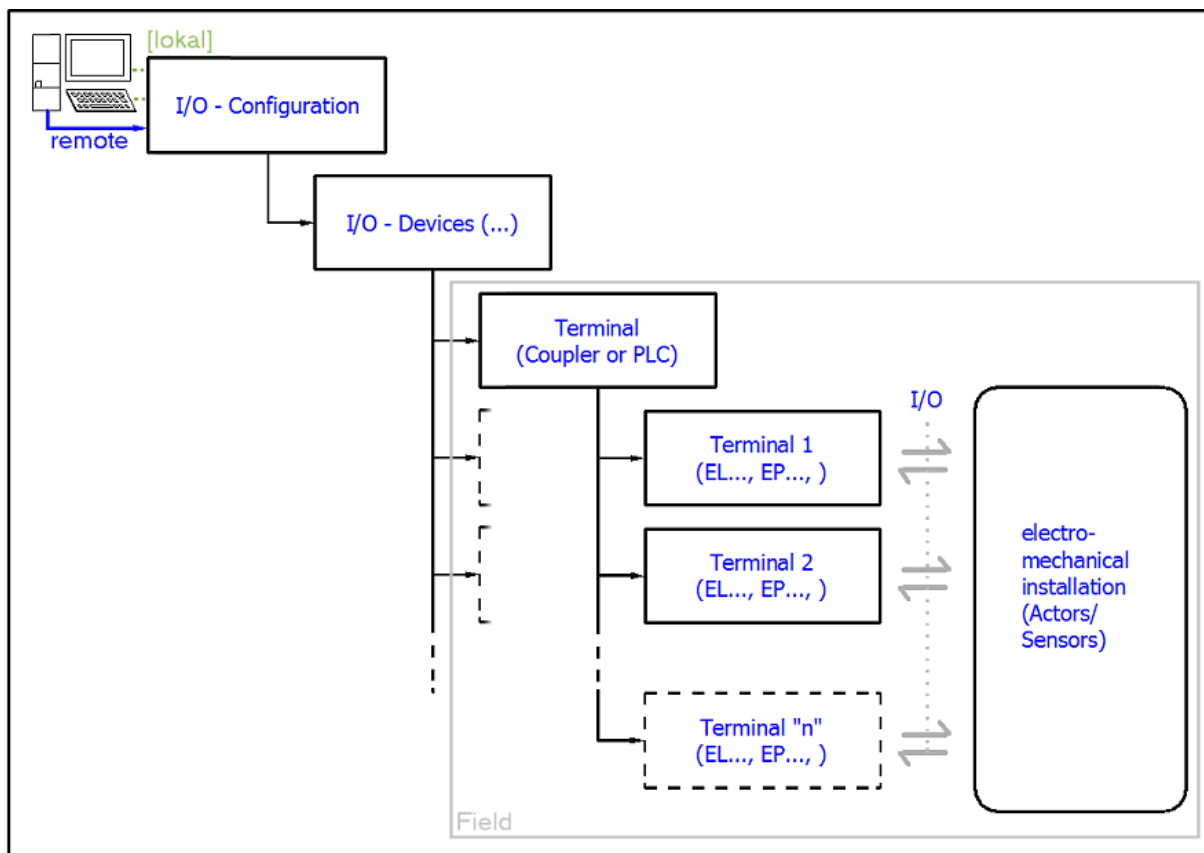 [lokal]
I/O - Configuration
remote
I/O - Devices (...)
Terminal
(Coupler or PLC)
I/O
Terminal 1
(EL..., EP..., )
Terminal 2
(EL..., EP..., )
electro-
mechanical
installation
(Actors/
Sensors)
Terminal "n"
(EL..., EP..., )
Field